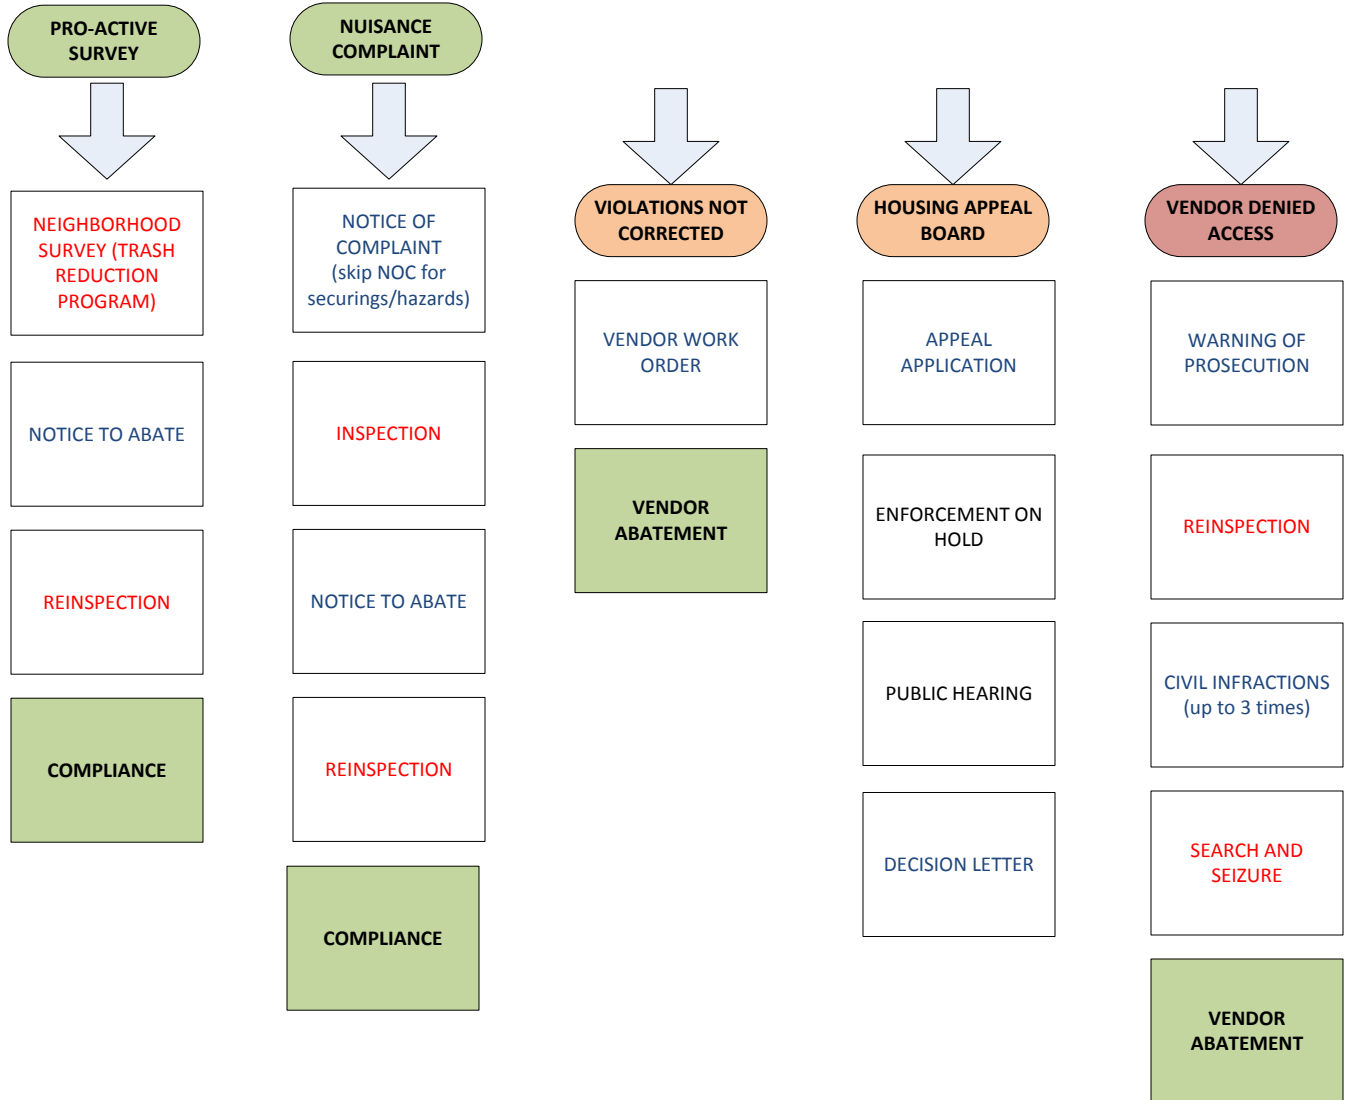 PRO-ACTIVE
SURVEY
NEIGHBORHOOD
SURVEY (TRASH
REDUCTION
PROGRAM)
NOTICE TO ABATE
REINSPECTION
COMPLIANCE
NUISANCE
COMPLAINT
NOTICE OF
COMPLAINT
(skip NOC for
securings/hazards)
INSPECTION
NOTICE TO ABATE
REINSPECTION
COMPLIANCE
VIOLATIONS NOT
CORRECTED
VENDOR WORK
ORDER
VENDOR
ABATEMENT
HOUSING APPEAL
BOARD
APPEAL
APPLICATION
ENFORCEMENT ON
HOLD
PUBLIC HEARING
DECISION LETTER
VENDOR DENIED
ACCESS
WARNING OF
PROSECUTION
REINSPECTION
CIVIL INFRACTIONS
(up to 3 times)
SEARCH AND
SEIZURE
VENDOR
ABATEMENT